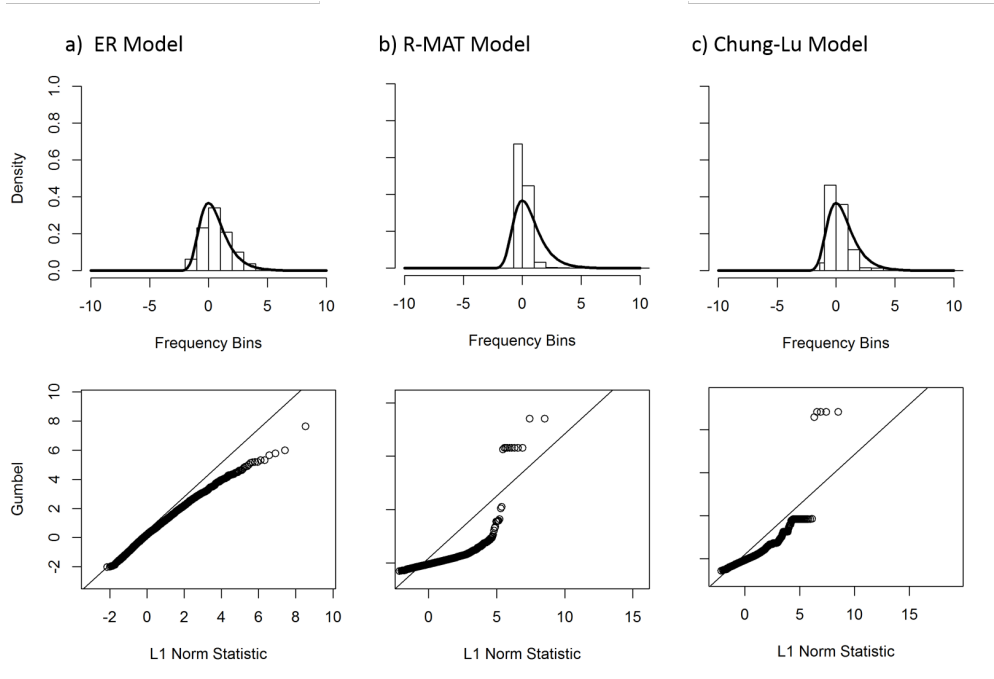 a) ER Model
b) R-MAT Model
c) Chung-Lu Model
Density
1.0
0.8
0.6
0.4
0.2
0.0
-10 -5 0 5 10
-10 -5 0 5 10
-10 -5 0 5 10
Frequency Bins
Frequency Bins
Frequency Bins
Gumbel
10
8
6
4
2
0
-2
-2 0 2 4 6 8 10
0 5 10 15
0 5 10 15
L1 Norm Statistic
L1 Norm Statistic
L1 Norm Statistic